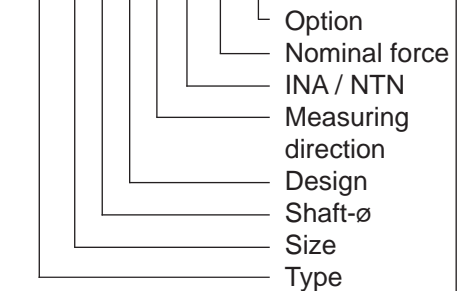 Option
Nominal force
INA / NTN
Measuring
direction
Design
Shaft-ø
Size
Type